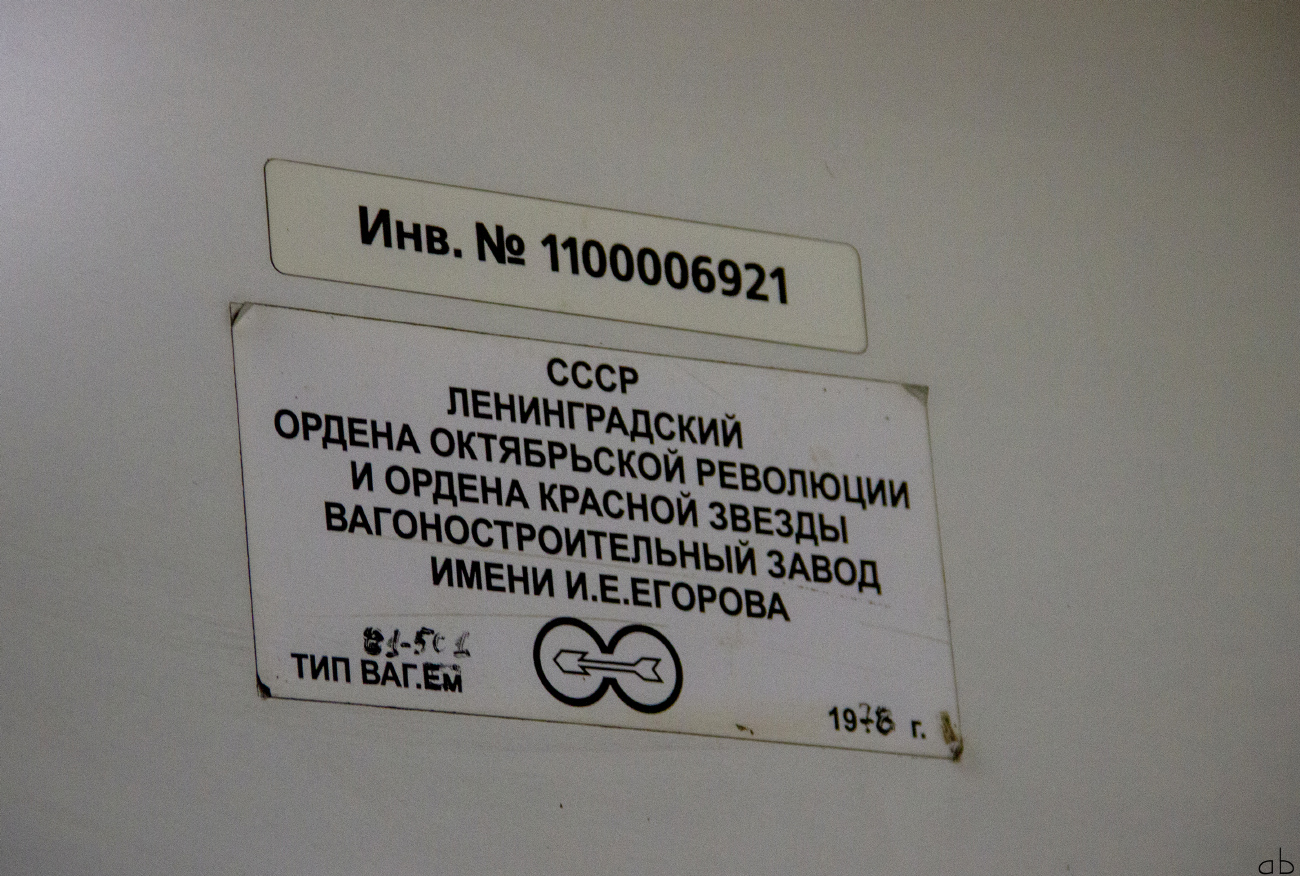 Инв. № 1100006921
СССР
ЛЕНИНГРАДСКИЙ
ОРДЕНА ОКТЯБРЬСКОЙ РЕВОЛЮЦИИ
И ОРДЕНА КРАСНОЙ ЗВЕЗДЫ
ВАГОНОСТРОИТЕЛЬНЫЙ ЗАВОД
ИМЕНИ И.Е.ЕГОРОВА
ТИП ВАГ.Ем
г.
ab